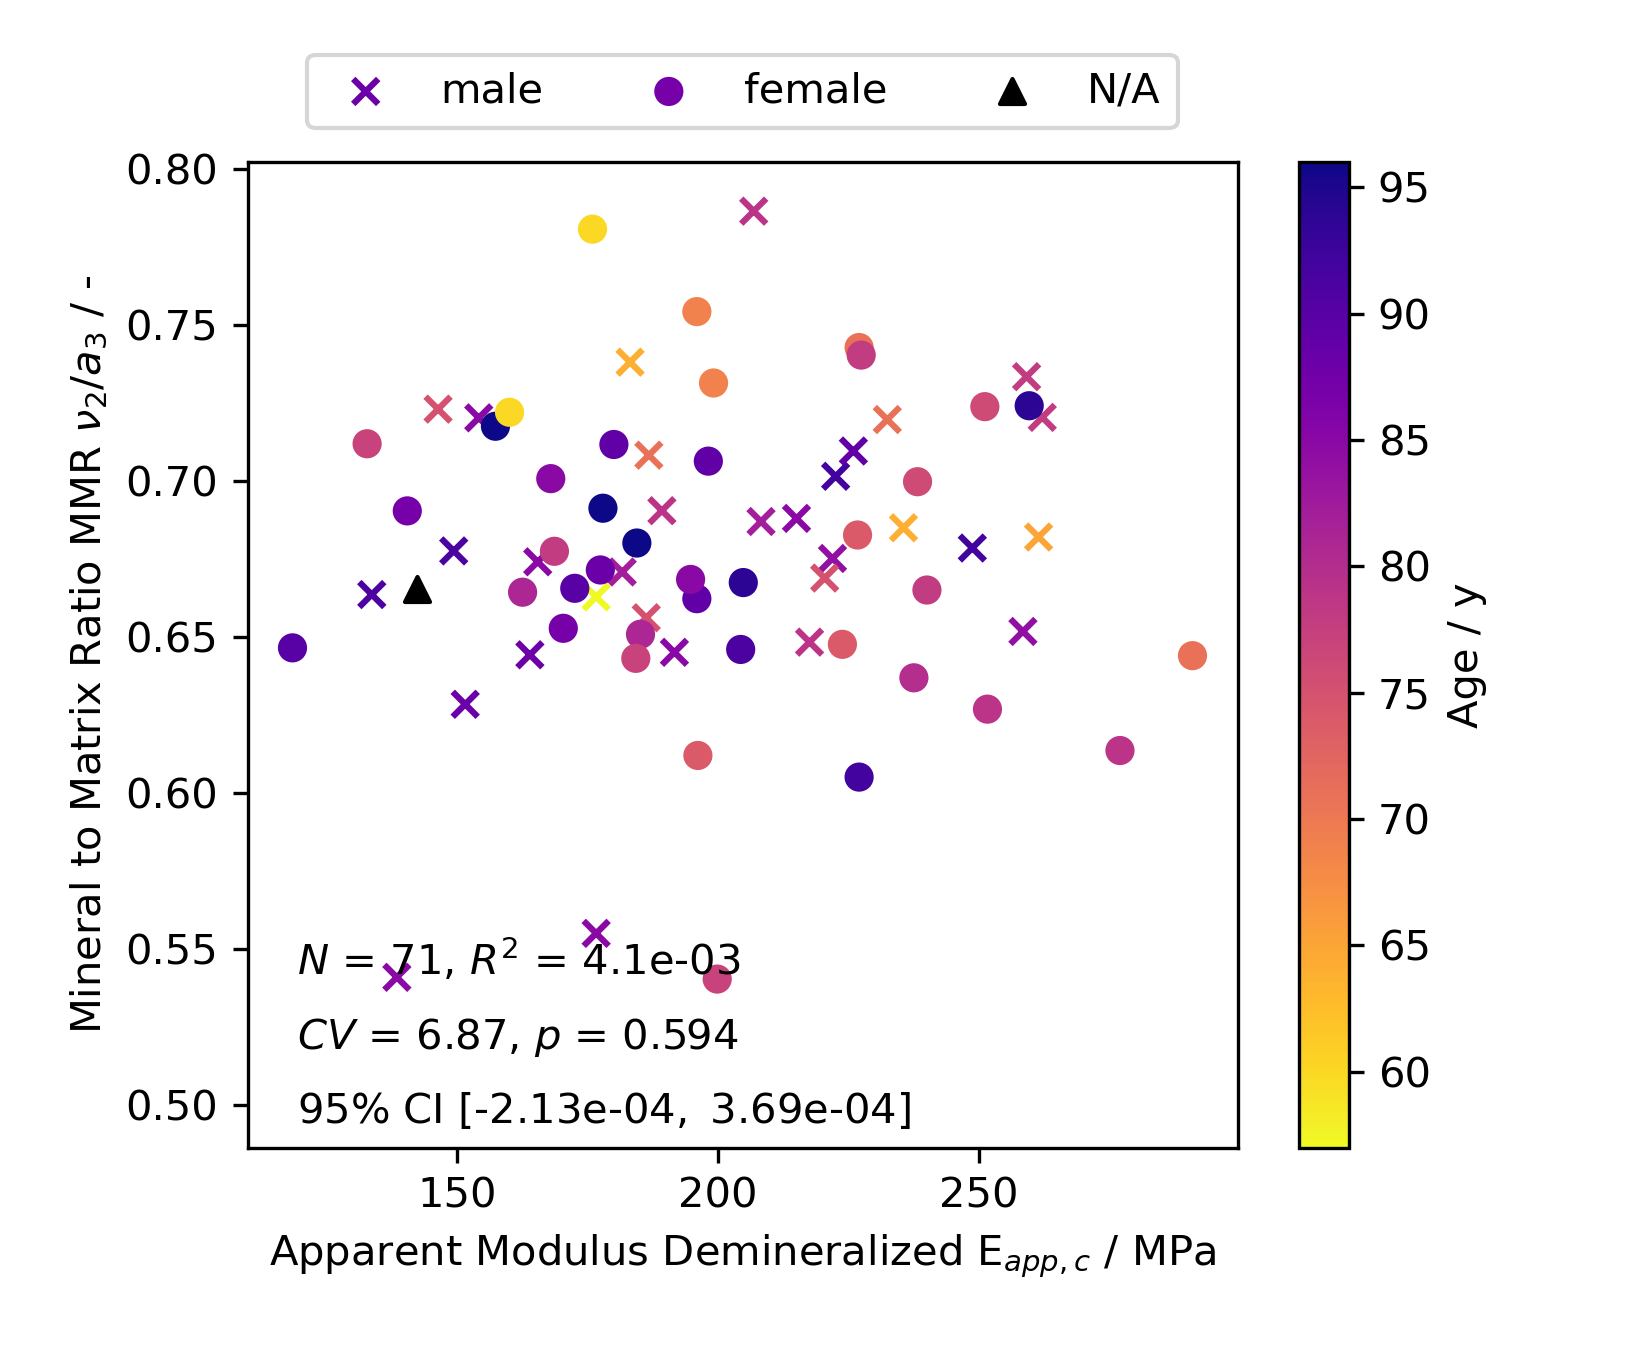 male female N/A
0.80
0.75
0.70
0.65
0.60
0.55
0.50
Mineral to Matrix Ratio MMR ν₂/a₃ / -
N = 71, R² = 4.1e-03
CV = 6.87, p = 0.594
95% CI [-2.13e-04, 3.69e-04]
150 200 250
Apparent Modulus Demineralized E_app,c / MPa
95
90
85
80
75
70
65
60
Age / y